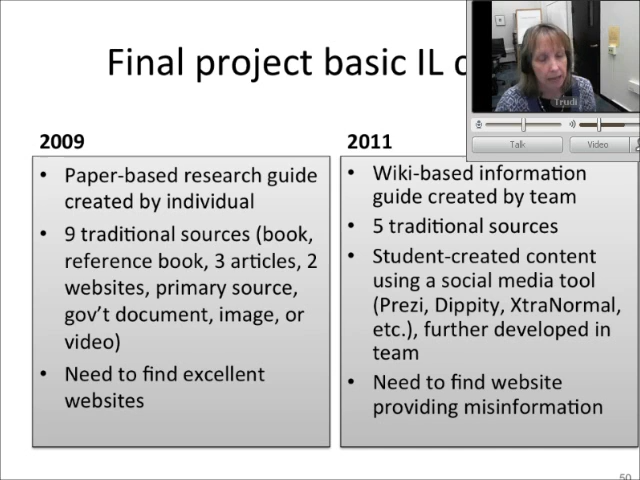 Final project basic IL
2009
Paper-based research guide
created by individual
• 9 traditional sources (book,
reference book, 3 articles, 2
websites, primary source,
gov't document, image, or
video)
• Need to find excellent
websites
2011
• Wiki-based information
guide created by team
• 5 traditional sources
• Student-created content
using a social media tool
(Prezi, Dippity, XtraNormal,
etc.), further developed in
team
• Need to find website
providing misinformation
Trudi
Talk
Video
50